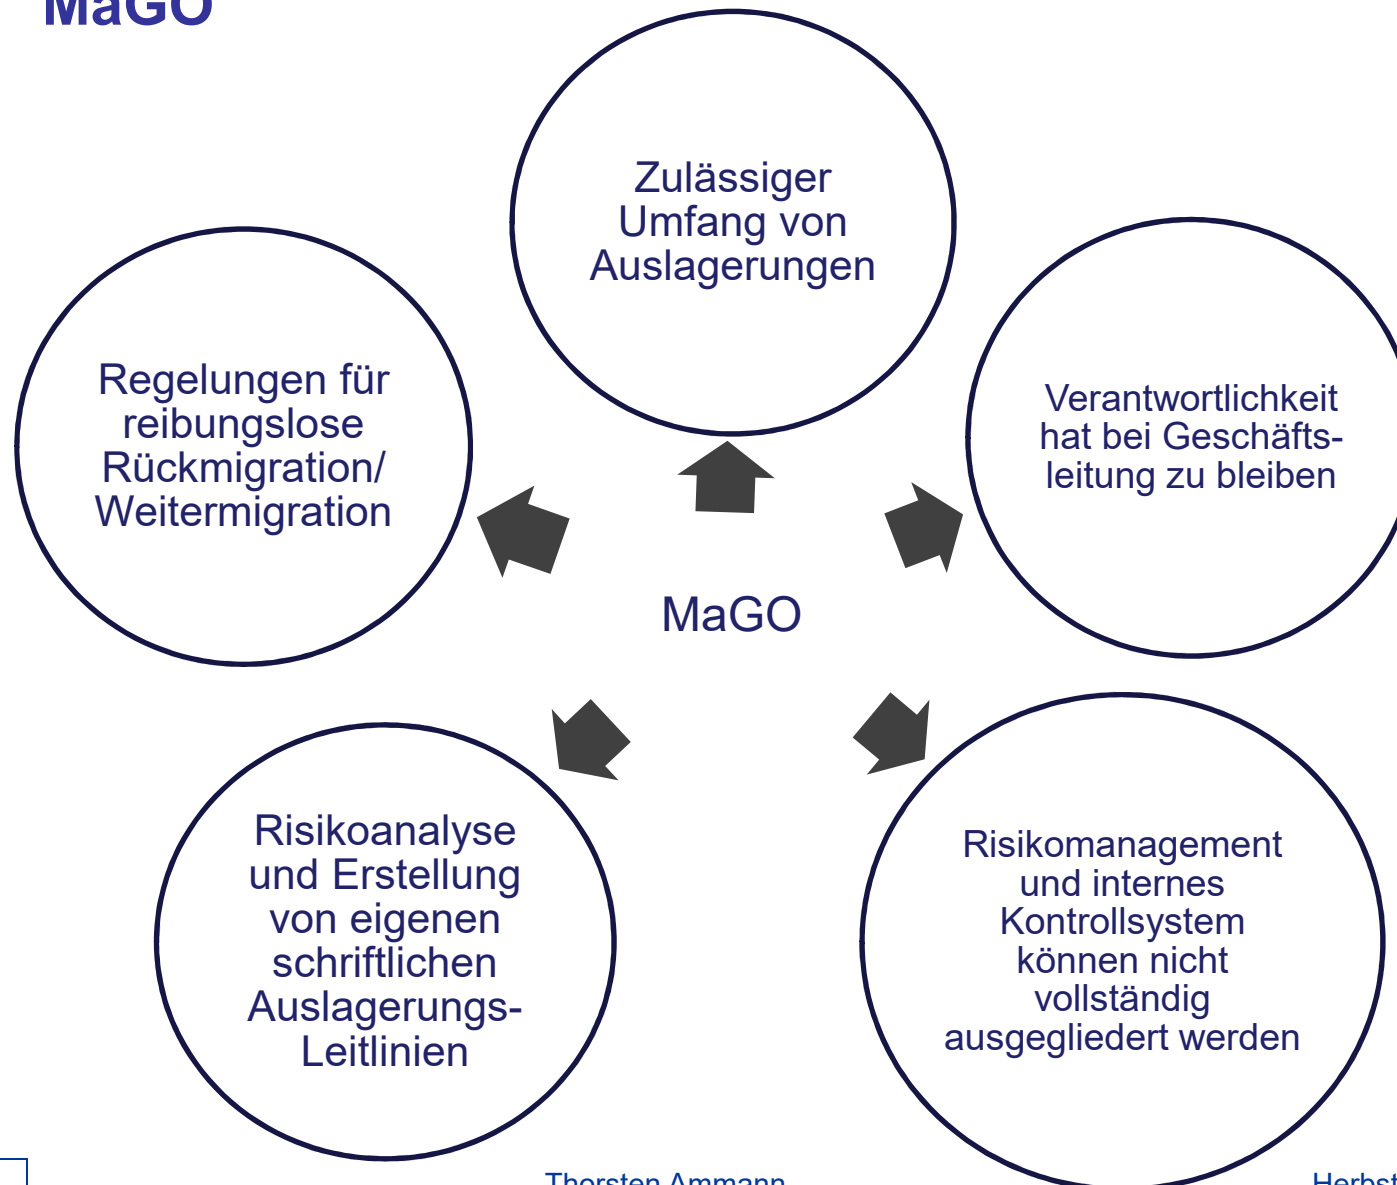 MaGO
Zulässiger
Umfang von
Auslagerungen
Regelungen für
reibungslose
Rückmigration/
Weitermigration
Verantwortlichkeit
hat bei Geschäfts-
leitung zu bleiben
MaGO
Risikoanalyse
und Erstellung
von eigenen
schriftlichen
Auslagerungs-
Leitlinien
Risikomanagement
und internes
Kontrollsystem
können nicht
vollständig
ausgegliedert werden
Thorsten Ammann
Herbst